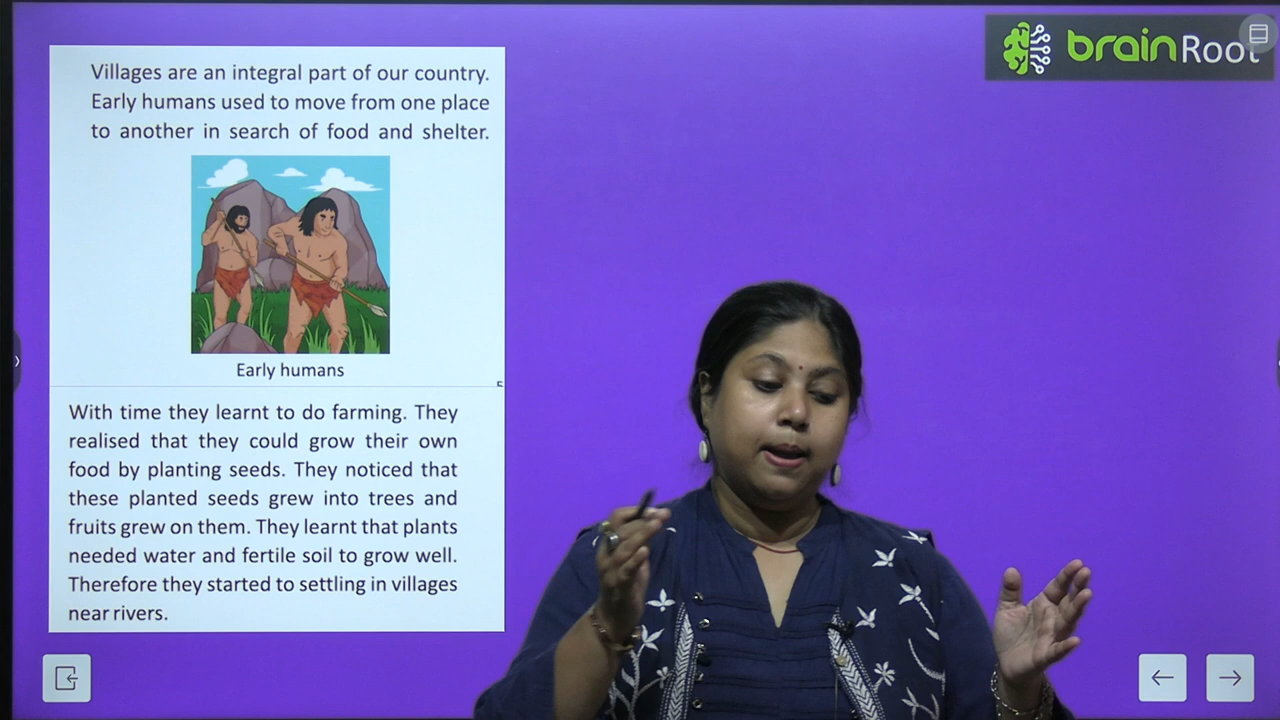 brainRoot
Villages are an integral part of our country.
Early humans used to move from one place
to another in search of food and shelter.
Early humans
With time they learnt to do farming. They
realised that they could grow their own
food by planting seeds. They noticed that
these planted seeds grew into trees and
fruits grew on them. They learnt that plants
needed water and fertile soil to grow well.
Therefore they started to settling in villages
near rivers.